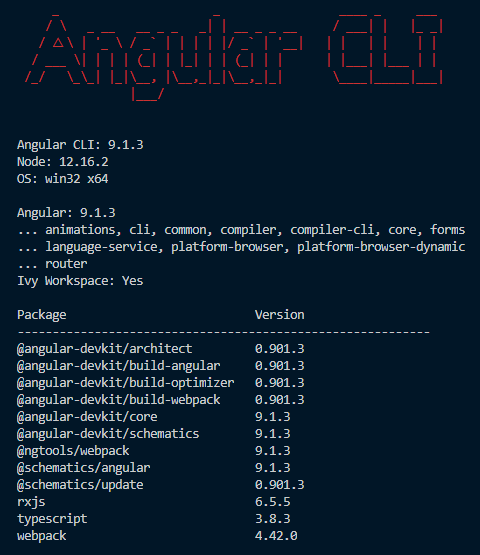 Angular CLI
Angular CLI: 9.1.3
Node: 12.16.2
OS: win32 x64
Angular: 9.1.3
... animations, cli, common, compiler, compiler-cli, core, forms
... language-service, platform-browser, platform-browser-dynamic
... router
Ivy Workspace: Yes
Package                         Version
-----------------------------------------------------------
@angular-devkit/architect       0.901.3
@angular-devkit/build-angular   0.901.3
@angular-devkit/build-optimizer 0.901.3
@angular-devkit/build-webpack   0.901.3
@angular-devkit/core            9.1.3
@angular-devkit/schematics      9.1.3
@ngtools/webpack                9.1.3
@schematics/angular             9.1.3
@schematics/update              0.901.3
rxjs                            6.5.5
typescript                      3.8.3
webpack                         4.42.0